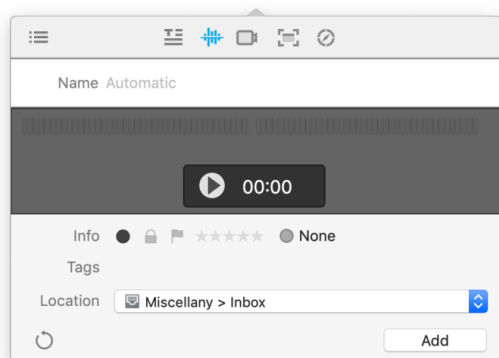 Name Automatic
00:00
Info None
Tags
Location Miscellany > Inbox
Add